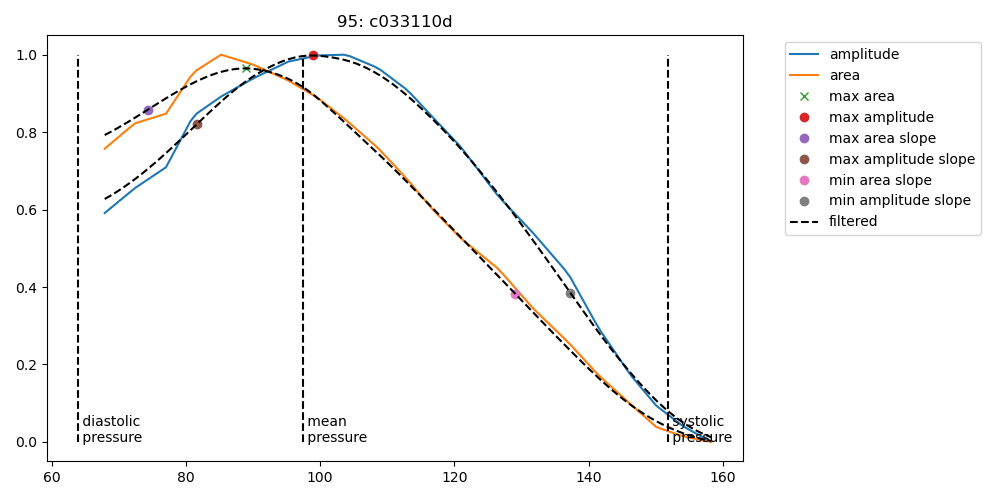 95: c033110d
1.0
0.8
0.6
0.4
0.2
0.0
60
80
100
120
140
160
diastolic
pressure
mean
pressure
systolic
pressure
amplitude
area
max area
max amplitude
max area slope
max amplitude slope
min area slope
min amplitude slope
filtered